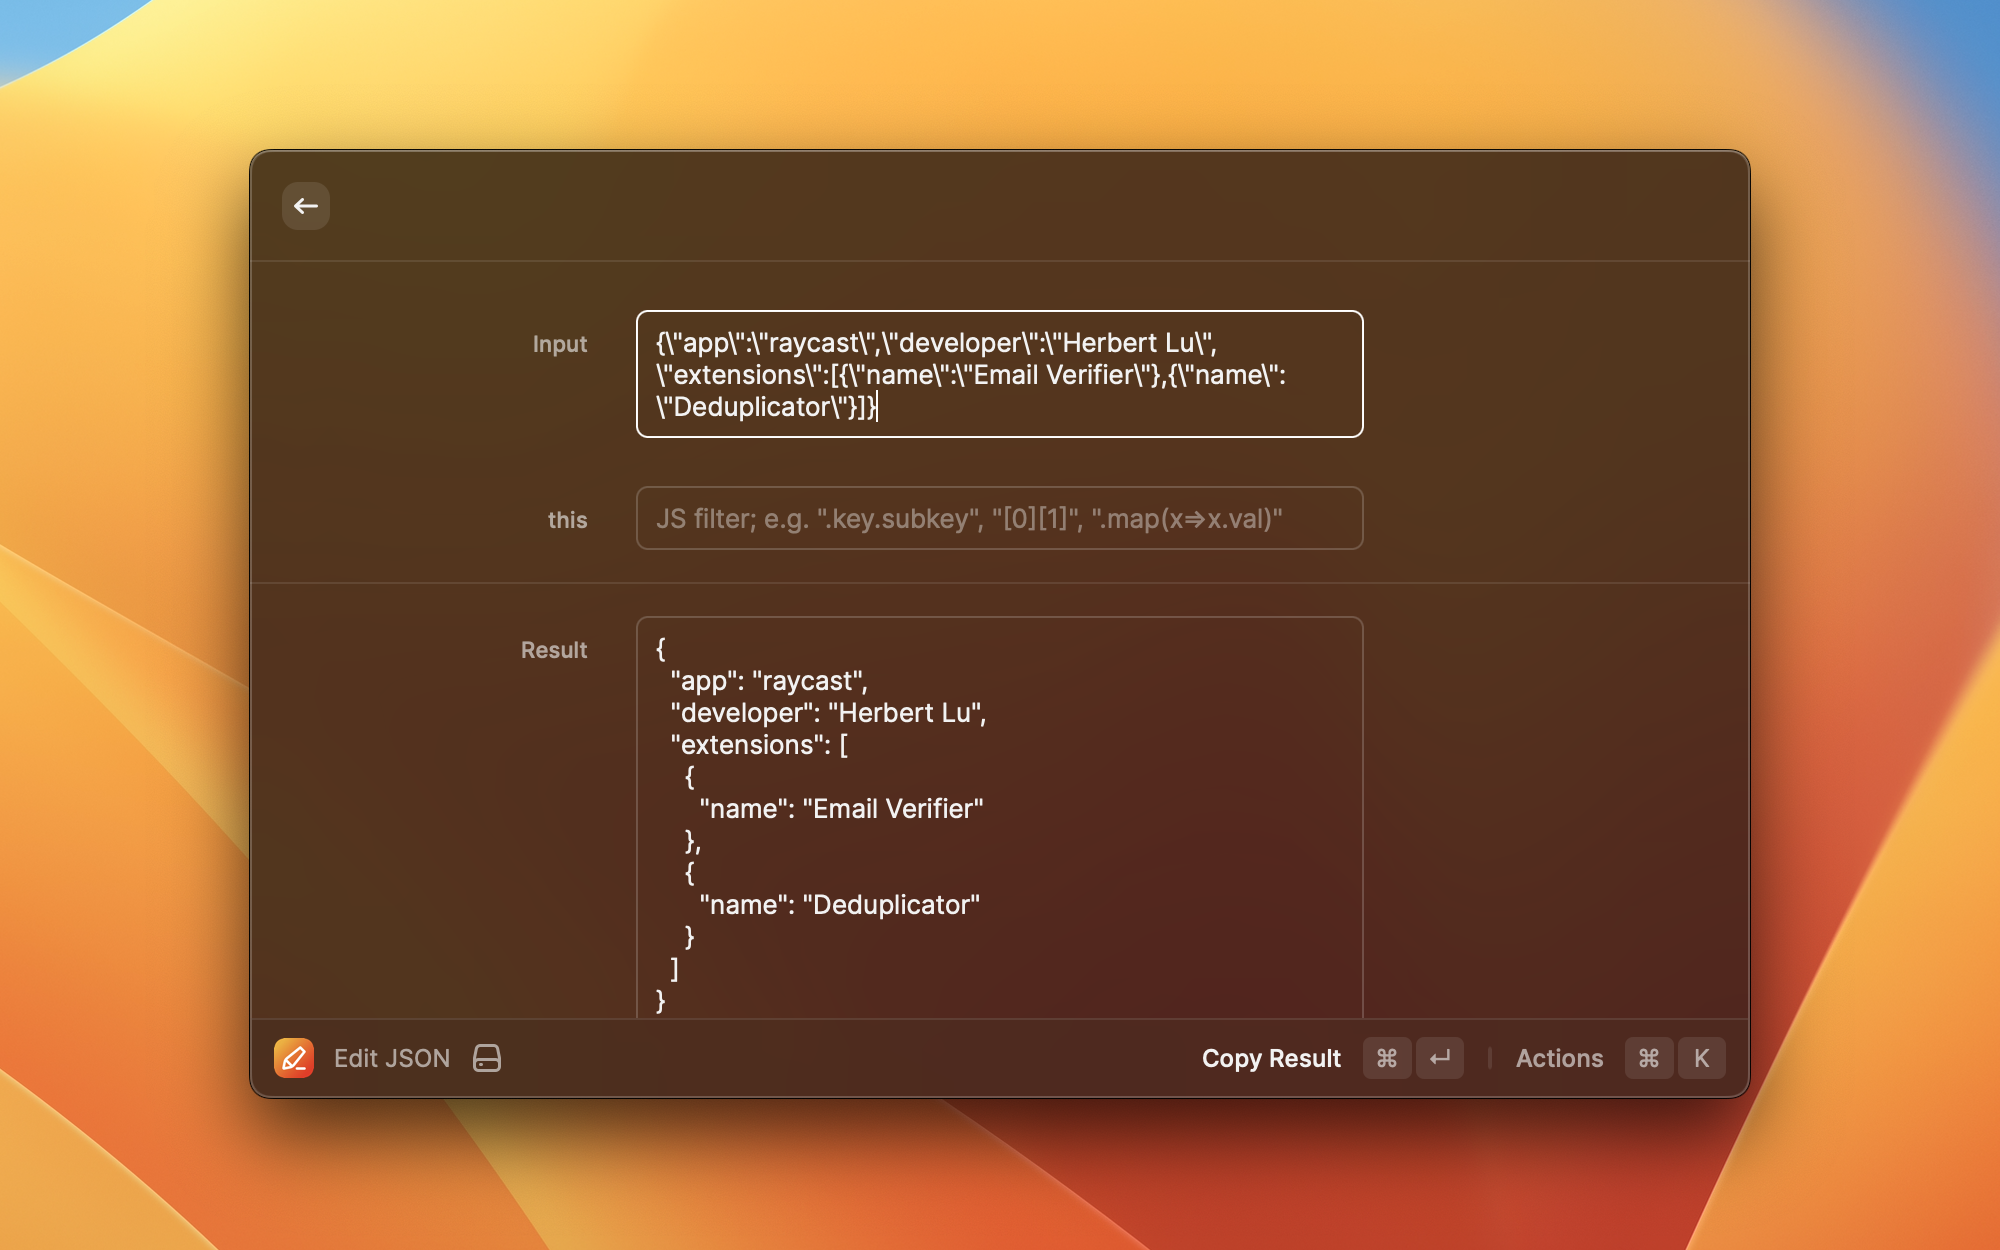 Input
{\"app\":\"raycast\",\"developer\":\"Herbert Lu\",
\"extensions\":[{\"name\":\"Email Verifier\"},{\"name\":
\"Deduplicator\"}]}
this
JS filter; e.g. ".key.subkey", "[0][1]", ".map(x=>x.val)"
Result
{
  "app": "raycast",
  "developer": "Herbert Lu",
  "extensions": [
    {
      "name": "Email Verifier"
    },
    {
      "name": "Deduplicator"
    }
  ]
}
Edit JSON
Copy Result ⌘ ↵ | Actions ⌘ K